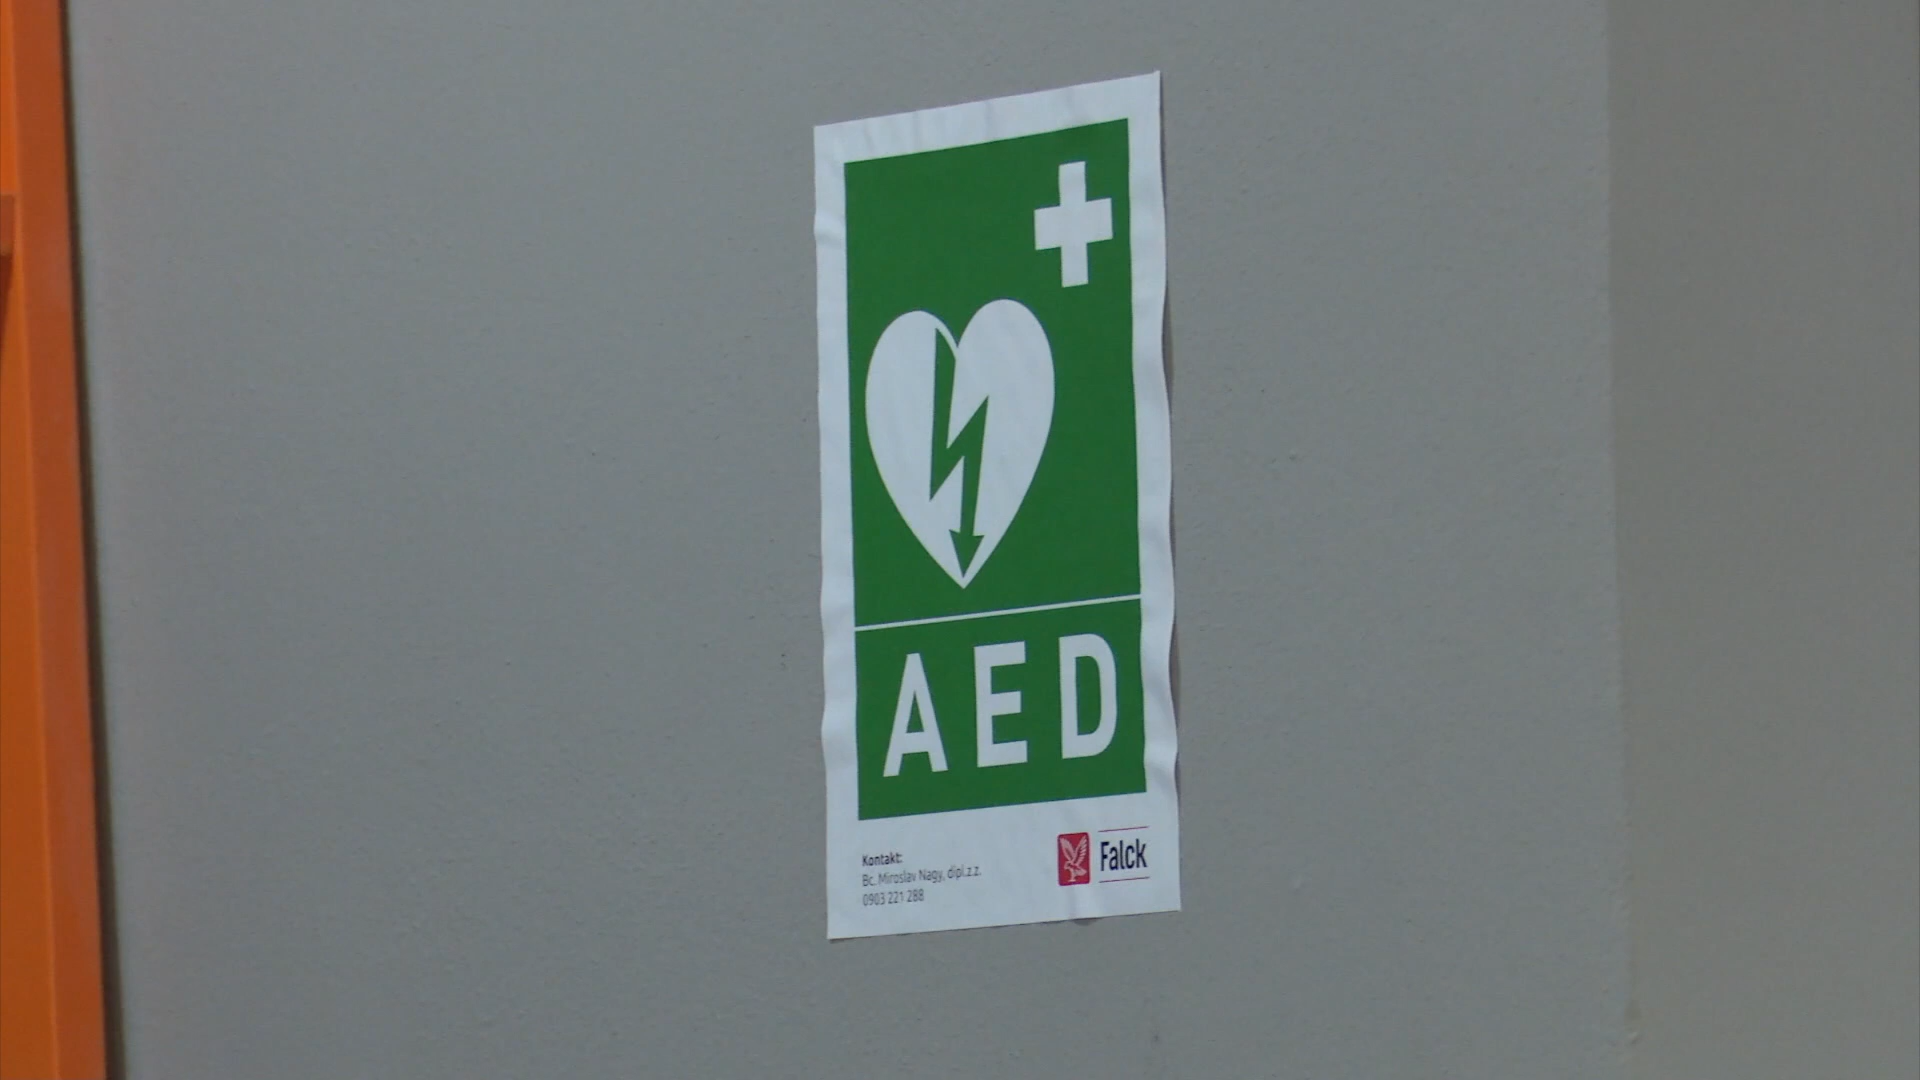 AED
Kontakt:
Bc. Miroslav Nagy, dipl.z.z.
0903 221 288
Falck